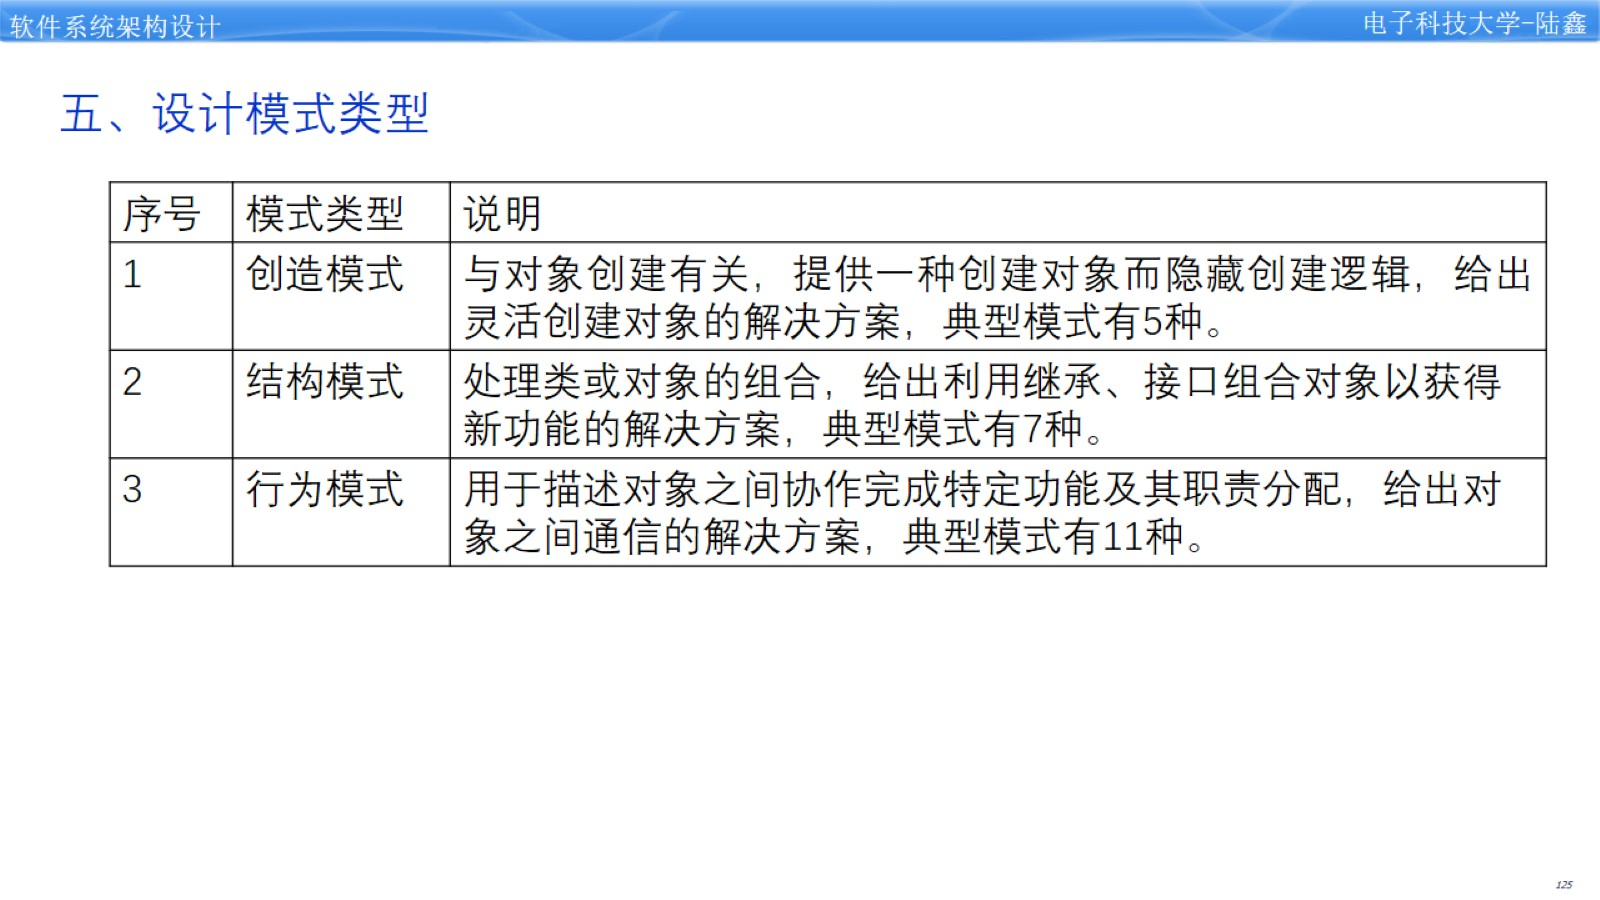 软件系统架构设计
电子科技大学-陆鑫
五、设计模式类型
序号 模式类型 说明
1 创造模式 与对象创建有关，提供一种创建对象而隐藏创建逻辑，给出
灵活创建对象的解决方案，典型模式有5种。
2 结构模式 处理类或对象的组合，给出利用继承、接口组合对象以获得
新功能的解决方案，典型模式有7种。
3 行为模式 用于描述对象之间协作完成特定功能及其职责分配，给出对
象之间通信的解决方案，典型模式有11种。
125